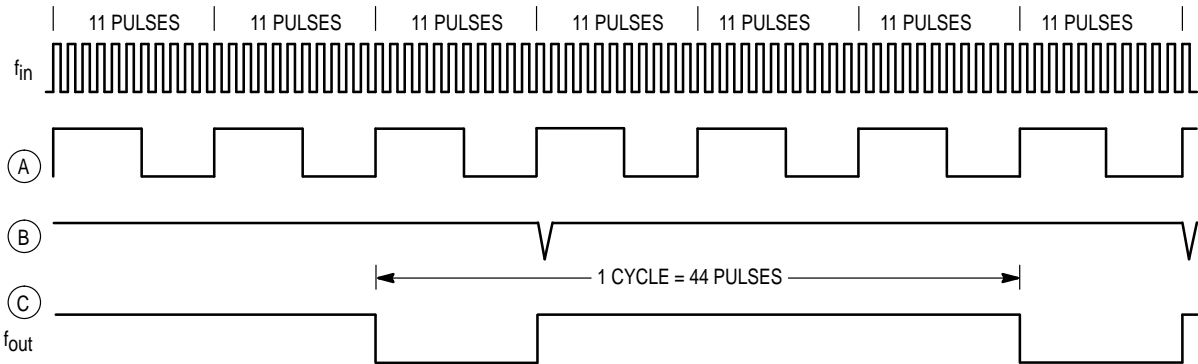 11 PULSES 11 PULSES 11 PULSES 11 PULSES 11 PULSES 11 PULSES 11 PULSES
fin
A
B
1 CYCLE = 44 PULSES
C
fout